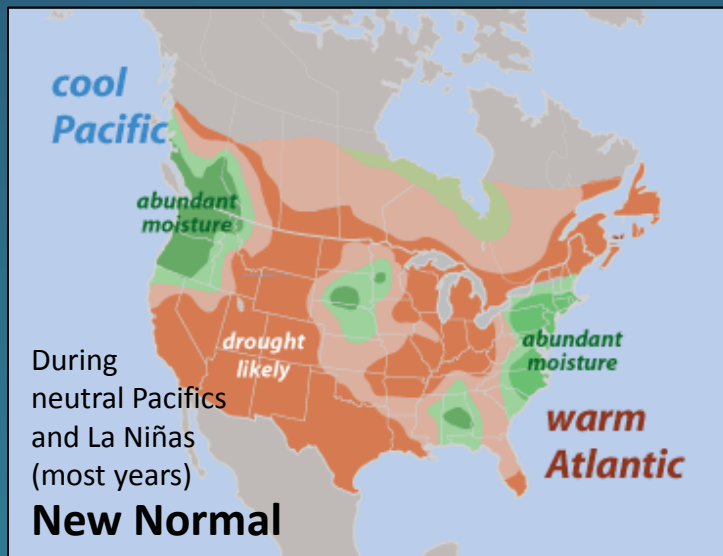 cool
Pacific
abundant
moisture
drought
likely
abundant
moisture
warm
Atlantic
During
neutral Pacifics
and La Niñas
(most years)
New Normal